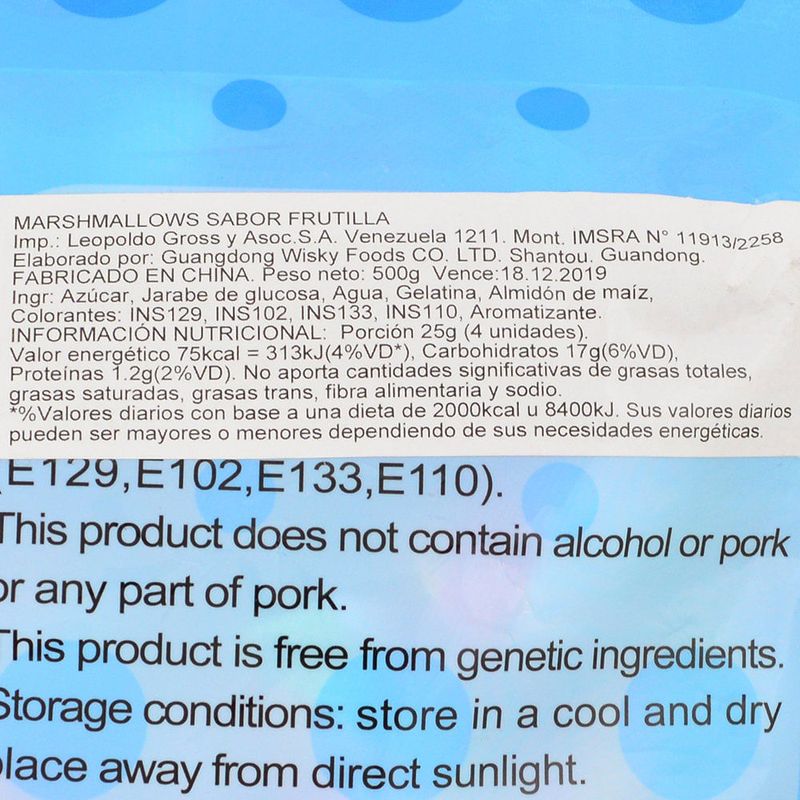 MARSHMALLOWS SABOR FRUTILLA
Imp.: Leopoldo Gross y Asoc.S.A. Venezuela 1211. Mont. IMSRA N° 11913/2258
Elaborado por: Guangdong Wisky Foods CO. LTD. Shantou. Guandong.
FABRICADO EN CHINA. Peso neto: 500g Vence:18.12.2019
Ingr: Azúcar, Jarabe de glucosa, Agua, Gelatina, Almidón de maíz,
Colorantes: INS129, INS102, INS133, INS110, Aromatizante.
INFORMACIÓN NUTRICIONAL: Porción 25g (4 unidades).
Valor energético 75kcal = 313kJ(4%VD*), Carbohidratos 17g(6%VD),
Proteínas 1.2g(2%VD). No aporta cantidades significativas de grasas totales,
grasas saturadas, grasas trans, fibra alimentaria y sodio.
*%Valores diarios con base a una dieta de 2000kcal u 8400kJ. Sus valores diarios
pueden ser mayores o menores dependiendo de sus necesidades energéticas.
(E129,E102,E133,E110).
This product does not contain alcohol or pork
or any part of pork.
This product is free from genetic ingredients.
Storage conditions: store in a cool and dry
place away from direct sunlight.